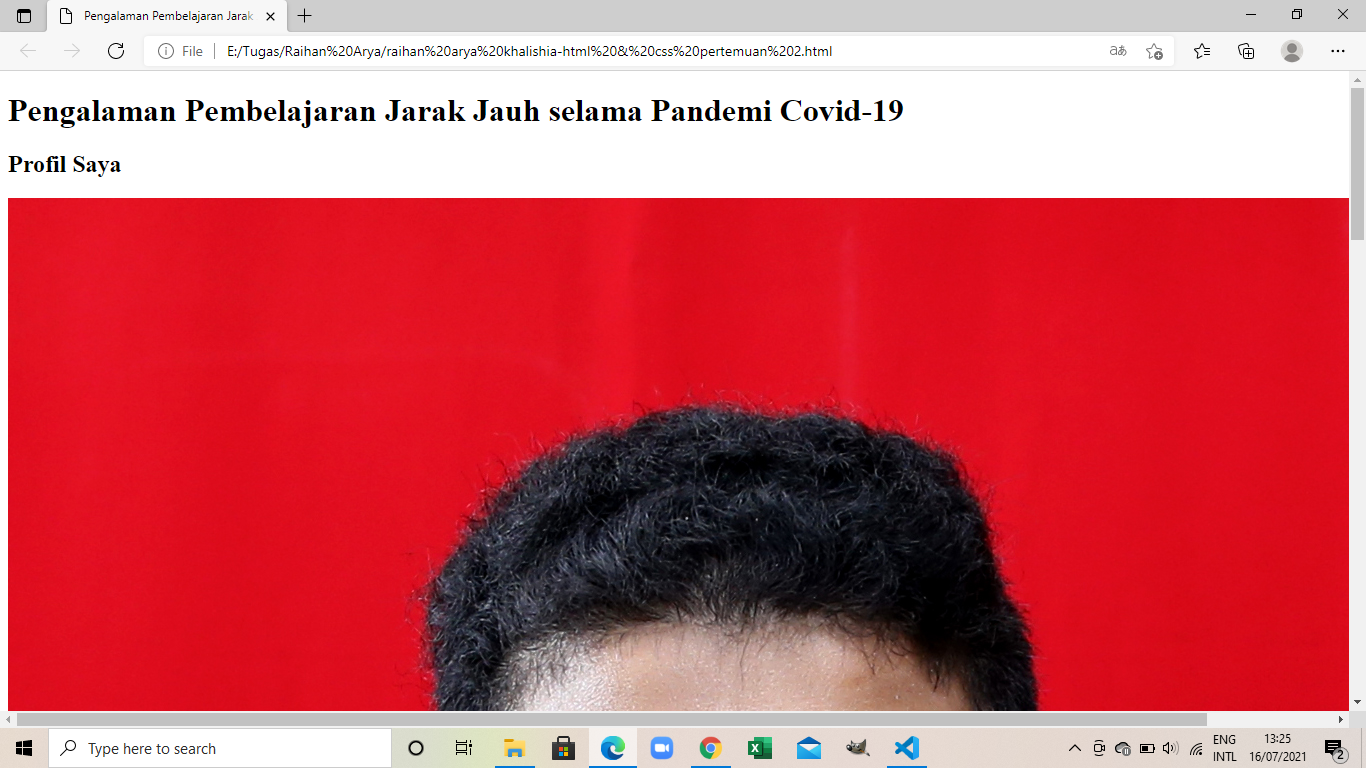 Pengalaman Pembelajaran Jarak
File
E:/Tugas/Raihan%20Arya/raihan%20arya%20khalishia-html%20&%20css%20pertemuan%202.html
aあ
Pengalaman Pembelajaran Jarak Jauh selama Pandemi Covid-19
Profil Saya
Type here to search
ENG
INTL
13:25
16/07/2021
2